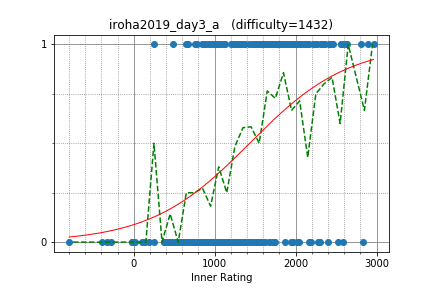 iroha2019_day3_a (difficulty=1432)
1
0
0 1000 2000 3000
Inner Rating